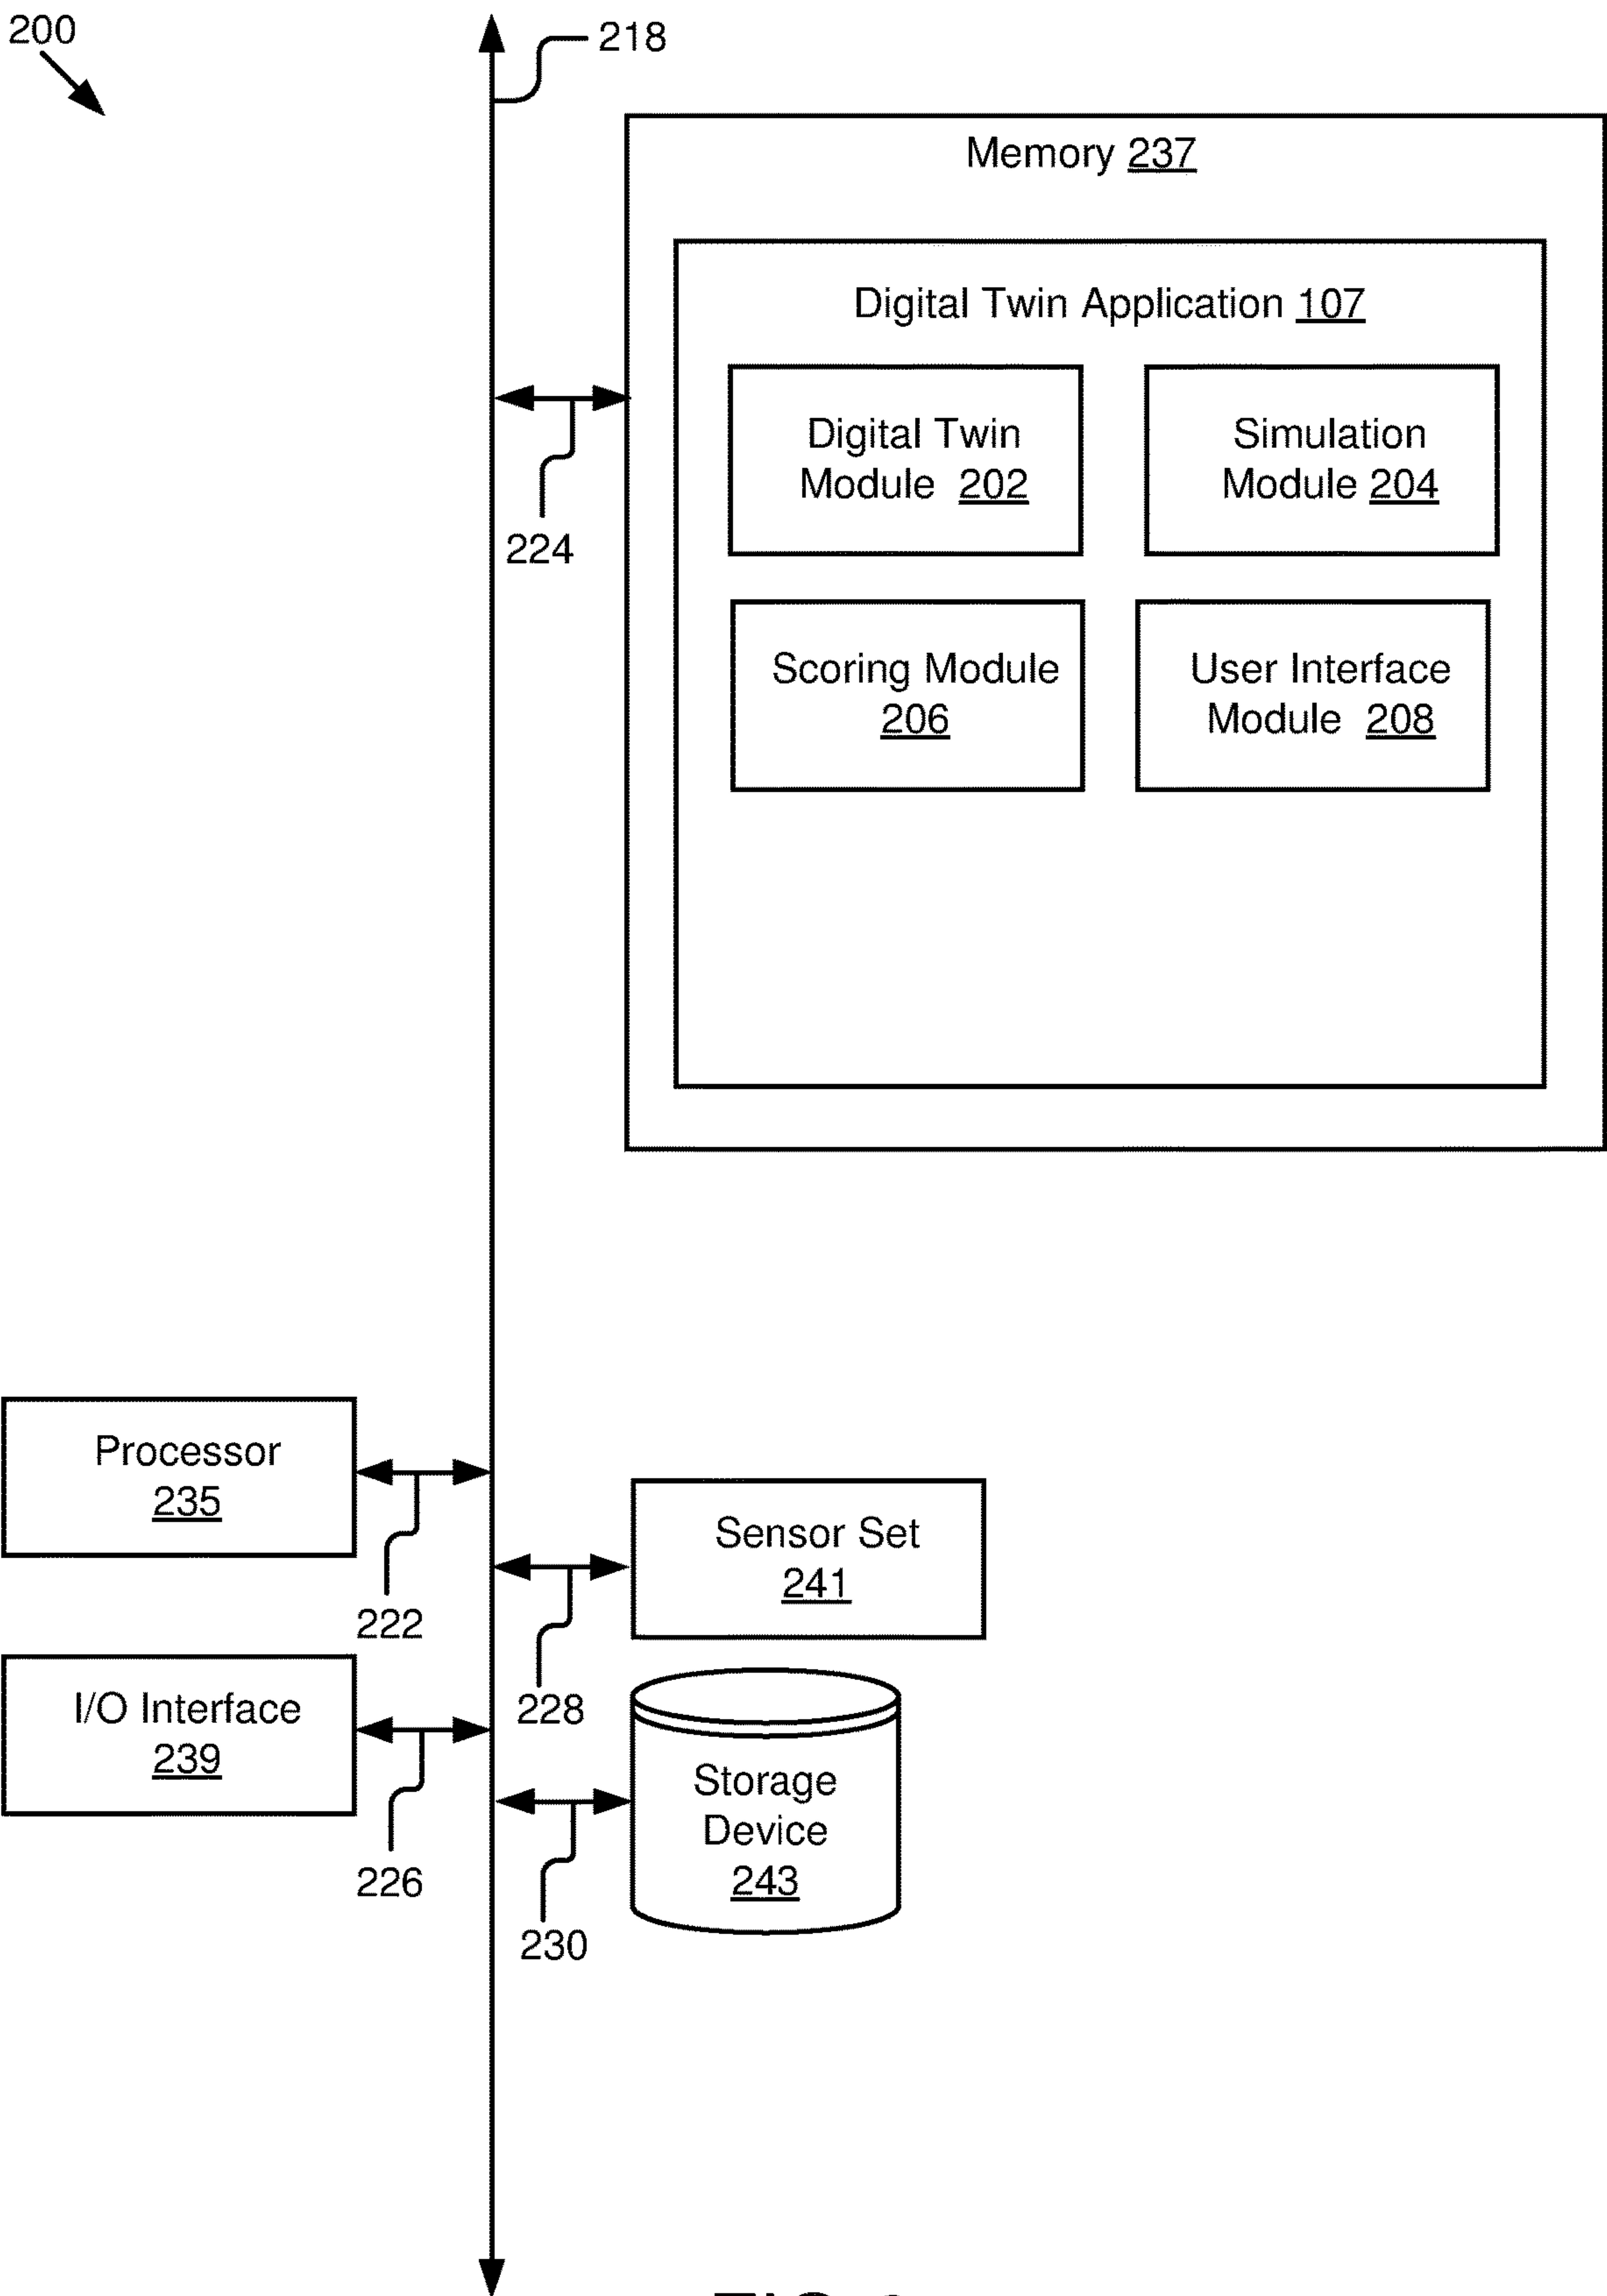 200
218
Memory 237
Digital Twin Application 107
Digital Twin
Module 202
Simulation
Module 204
224
Scoring Module
206
User Interface
Module 208
Processor
235
Sensor Set
241
222
I/O Interface
239
228
Storage
Device
243
226
230